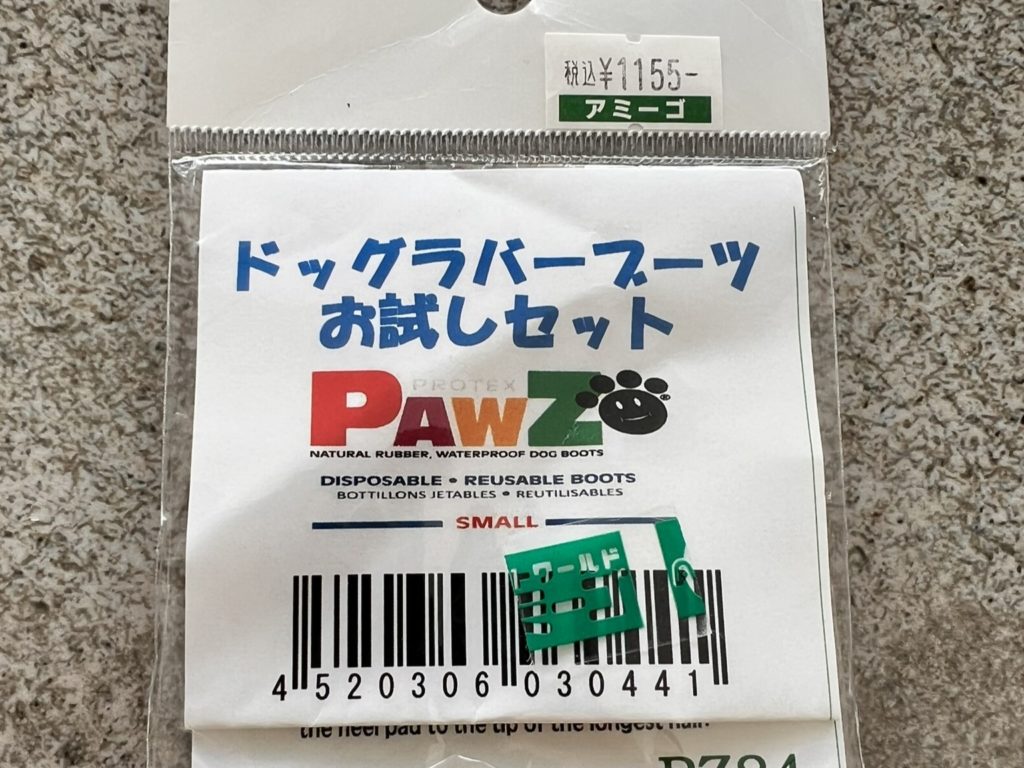 税込¥1155-
アミーゴ
ドッグラバーブーツ
お試しセット
PROTEX
PAWZ®
NATURAL RUBBER, WATERPROOF DOG BOOTS
DISPOSABLE • REUSABLE BOOTS
BOTTILLONS JETABLES • REUTILISABLES
SMALL
ワールド
4 520306 030441
the heel pad to the tip of the longest nail.